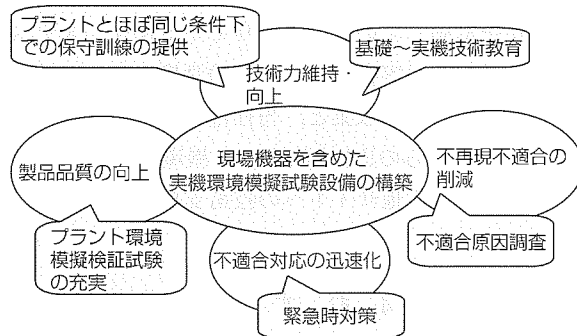 プラントとほぼ同じ条件下
での保守訓練の提供
基礎〜実機技術教育
技術力維持・
向上
製品品質の向上
現場機器を含めた
実機環境模擬試験設備の構築
不再現不適合の
削減
プラント環境
模擬検証試験
の充実
不適合対応の迅速化
不適合原因調査
緊急時対策